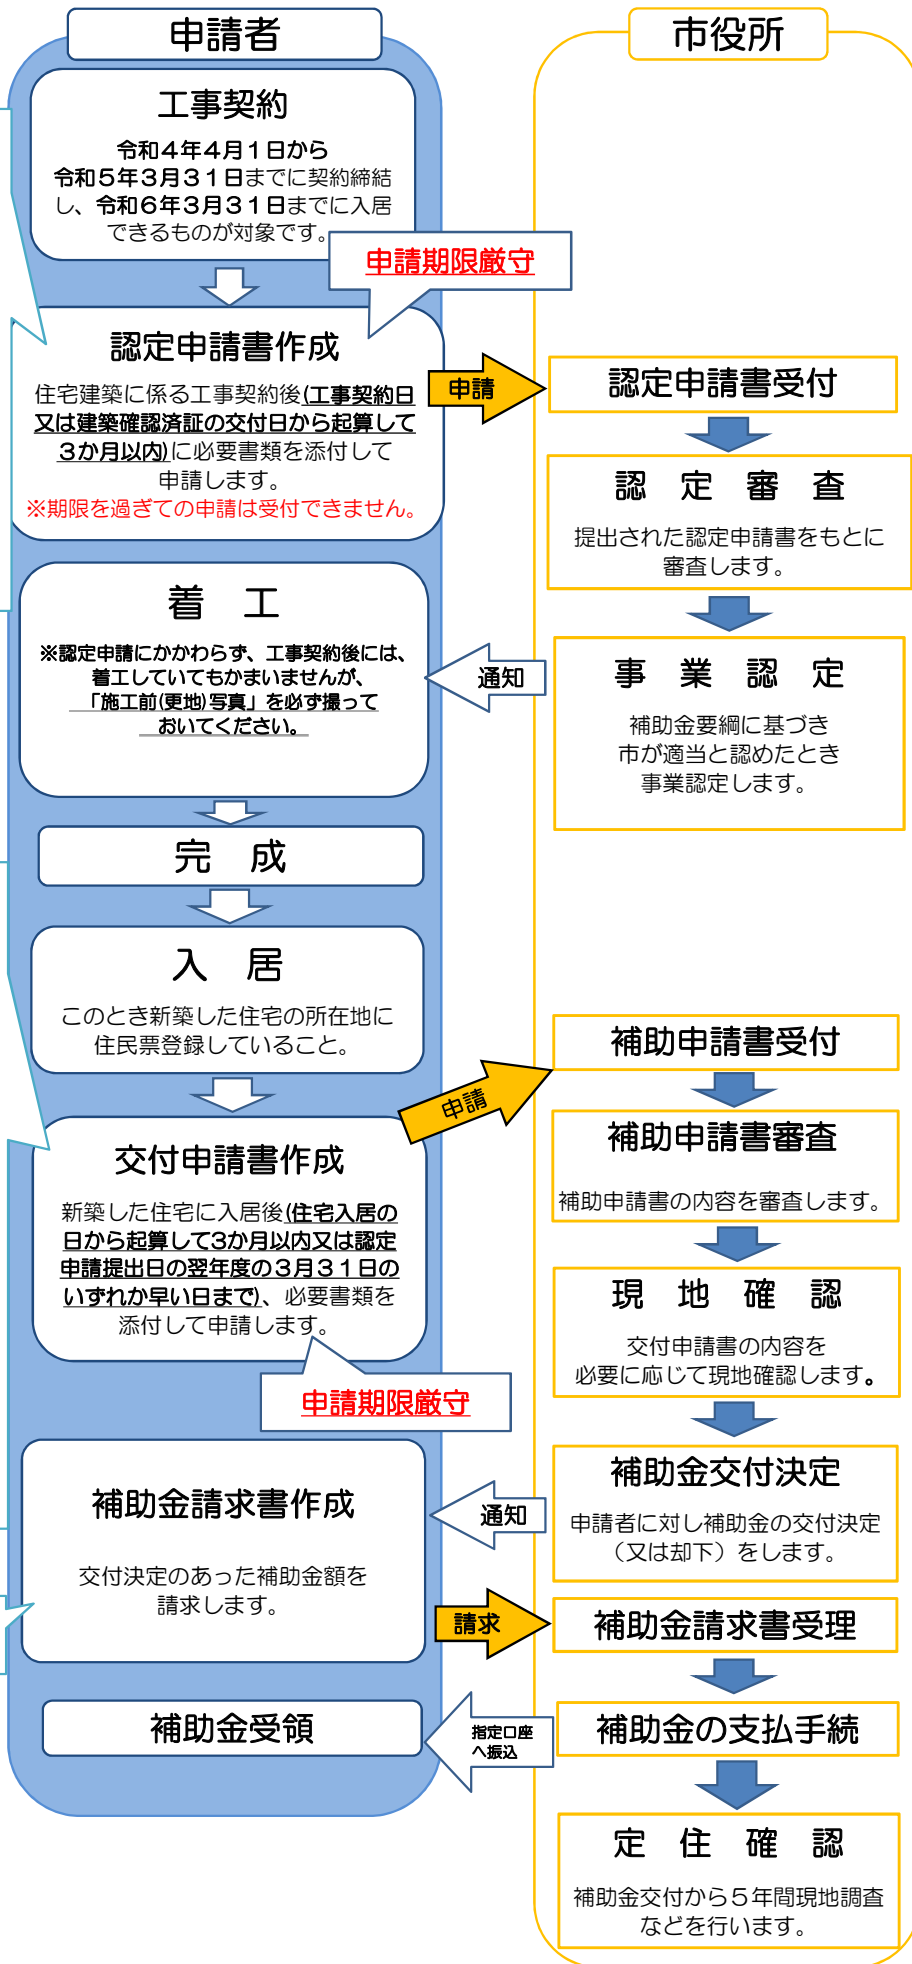 申請者
工事契約
令和４年４月１日から
令和５年３月３１日までに契約締結
し、令和６年３月３１日までに入居
できるものが対象です。
申請期限厳守
認定申請書作成
住宅建築に係る工事契約後(工事契約日
又は建築確認済証の交付日から起算して
３か月以内)に必要書類を添付して
申請します。
※期限を過ぎての申請は受付できません。
申請
着　工
※認定申請にかかわらず、工事契約後には、
着工していてもかまいませんが、
「施工前(更地)写真」を必ず撮って
おいてください。
完　成
入　居
このとき新築した住宅の所在地に
住民票登録していること。
申請
交付申請書作成
新築した住宅に入居後(住宅入居の
日から起算して3か月以内又は認定
申請提出日の翌年度の３月３１日の
いずれか早い日まで)、必要書類を
添付して申請します。
申請期限厳守
補助金請求書作成
交付決定のあった補助金額を
請求します。
請求
補助金受領
市役所
認定申請書受付
認　定　審　査
提出された認定申請書をもとに
審査します。
事　業　認　定
補助金要綱に基づき
市が適当と認めたとき
事業認定します。
通知
補助申請書受付
補助申請書審査
補助申請書の内容を審査します。
現　地　確　認
交付申請書の内容を
必要に応じて現地確認します。
補助金交付決定
申請者に対し補助金の交付決定
（又は却下）をします。
通知
補助金請求書受理
補助金の支払手続
指定口座
へ振込
定　住　確　認
補助金交付から５年間現地調査
などを行います。